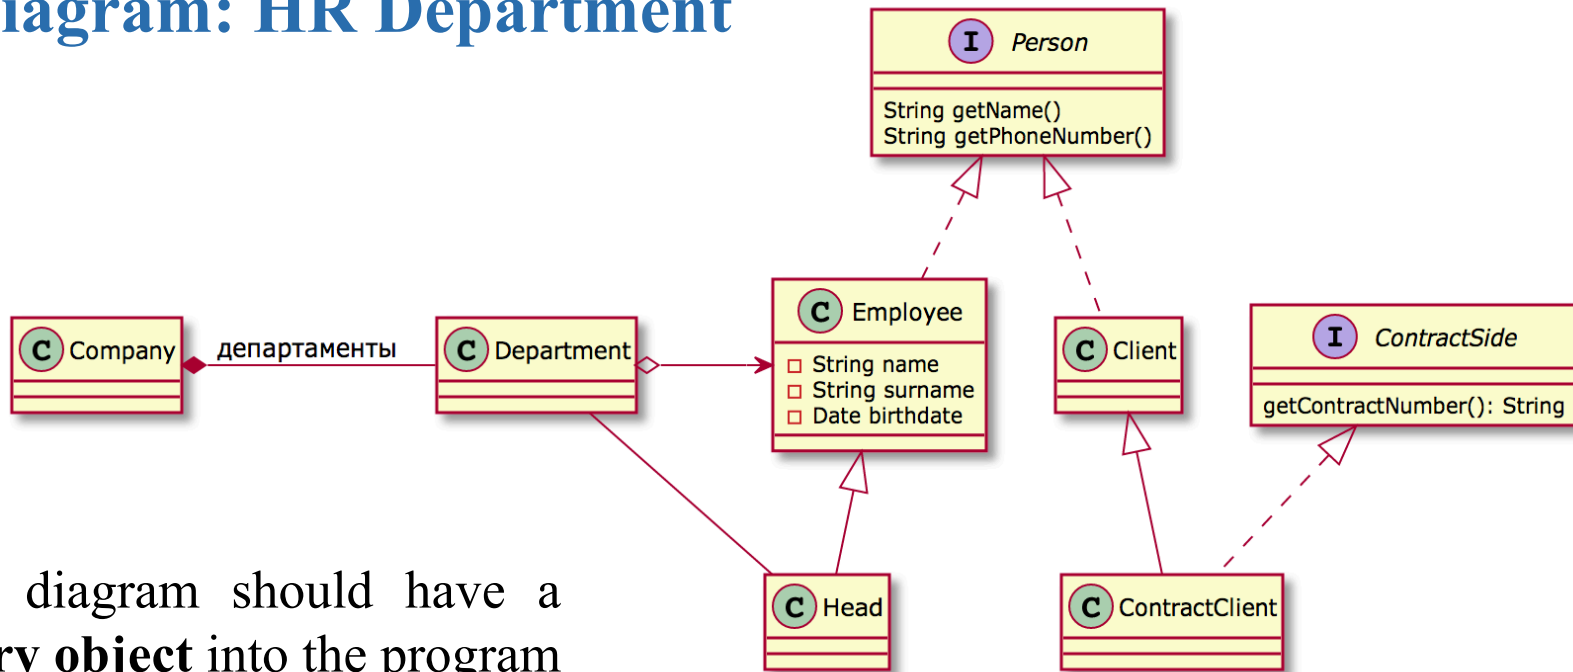 iagram: HR Department
I Person
String getName()
String getPhoneNumber()
C Company
департаменты
C Department
C Employee
String name
String surname
Date birthdate
C Client
I ContractSide
getContractNumber(): String
C Head
C ContractClient
diagram should have a
ry object into the program